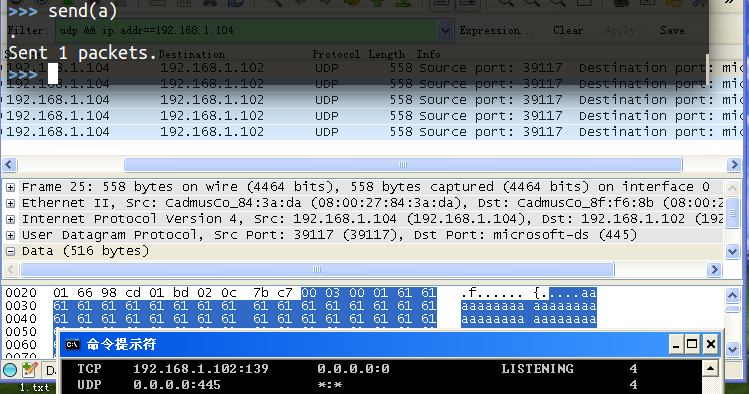 >>> send(a)
Filter: udp && ip.addr==192.168.1.104 Expression... Clear Apply Save
.
Sent 1 packets.
Destination Protocol Length Info
>>>
192.168.1.104 192.168.1.102 UDP 558 Source port: 39117 Destination port: mic
192.168.1.104 192.168.1.102 UDP 558 Source port: 39117 Destination port: mic
192.168.1.104 192.168.1.102 UDP 558 Source port: 39117 Destination port: mic
192.168.1.104 192.168.1.102 UDP 558 Source port: 39117 Destination port: mic
192.168.1.104 192.168.1.102 UDP 558 Source port: 39117 Destination port: mic
Frame 25: 558 bytes on wire (4464 bits), 558 bytes captured (4464 bits) on interface 0
Ethernet II, Src: CadmusCo_84:3a:da (08:00:27:84:3a:da), Dst: CadmusCo_8f:f6:8b (08:00:2
Internet Protocol Version 4, Src: 192.168.1.104 (192.168.1.104), Dst: 192.168.1.102 (192
User Datagram Protocol, Src Port: 39117 (39117), Dst Port: microsoft-ds (445)
Data (516 bytes)
0020 01 66 98 cd 01 bd 02 0c 7b c7 00 03 00 01 61 61 .f...... {.....aa
0030 61 61 61 61 61 61 61 61 61 61 61 61 61 61 61 61 aaaaaaaa aaaaaaaa
0040 61 61 61 61 61 61 61 61 61 61 61 61 61 61 61 61 aaaaaaaa aaaaaaaa
0050
0060
命令提示符
TCP 192.168.1.102:139 0.0.0.0:0 LISTENING 4
UDP 0.0.0.0:445 *:* 4
1.txt